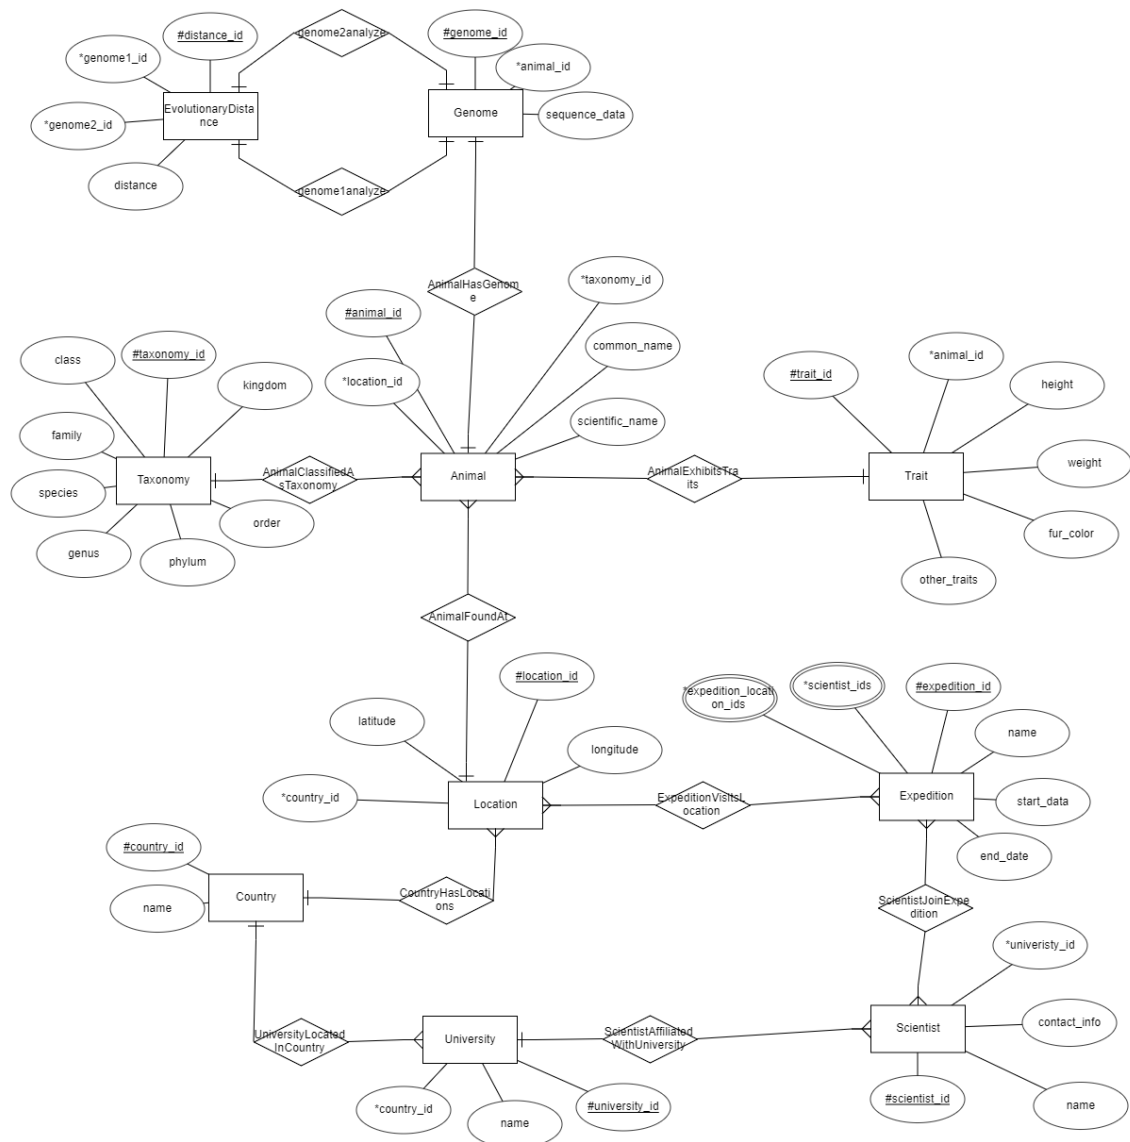 genome2analyze
#distance_id
#genome_id
*genome1_id
*animal_id
EvolutionaryDista
nce
Genome
sequence_data
*genome2_id
distance
genome1analyze
AnimalHasGenom
e
*taxonomy_id
#animal_id
class
#taxonomy_id
kingdom
*location_id
common_name
#trait_id
*animal_id
height
family
scientific_name
species
Taxonomy
AnimalClassifiedA
sTaxonomy
Animal
AnimalExhibitsTra
its
Trait
weight
genus
phylum
order
fur_color
other_traits
AnimalFoundAt
#location_id
*expedition_locati
on_ids
*scientist_ids
#expedition_id
latitude
longitude
name
*country_id
Location
ExpeditionVisitsL
ocation
Expedition
start_data
end_date
#country_id
Country
name
CountryHasLocati
ons
ScientistJoinExpe
dition
*univeristy_id
UniversityLocated
InCountry
University
ScientistAffiliated
WithUniversity
Scientist
contact_info
*country_id
name
#university_id
#scientist_id
name